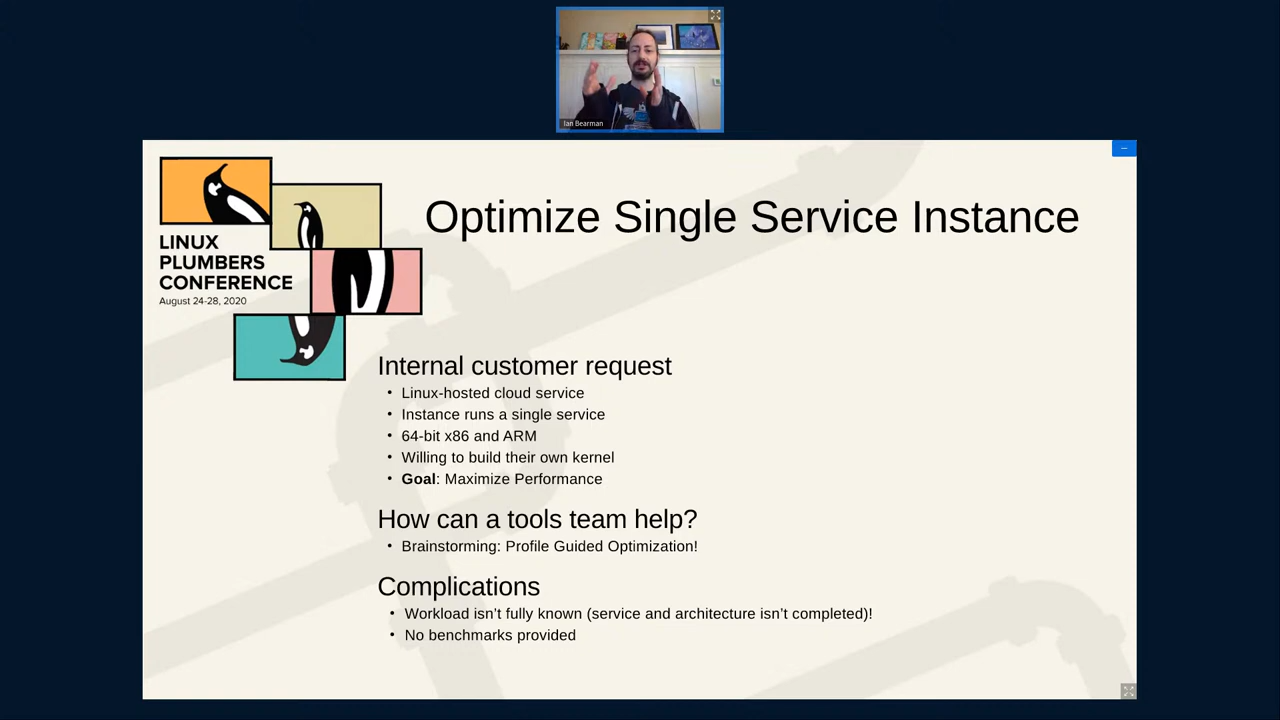 Ian Bearman
LINUX
PLUMBERS
CONFERENCE
August 24-28, 2020
Optimize Single Service Instance
Internal customer request
• Linux-hosted cloud service
• Instance runs a single service
• 64-bit x86 and ARM
• Willing to build their own kernel
• Goal: Maximize Performance
How can a tools team help?
• Brainstorming: Profile Guided Optimization!
Complications
• Workload isn’t fully known (service and architecture isn’t completed)!
• No benchmarks provided